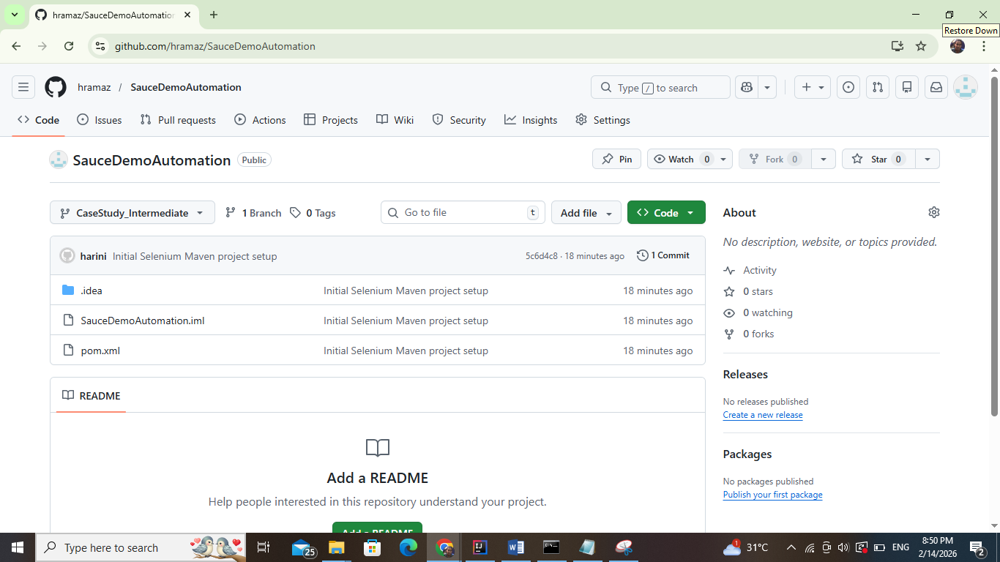 hramaz/SauceDemoAutomation
Restore Down
github.com/hramaz/SauceDemoAutomation
hramaz / SauceDemoAutomation
Type / to search
Code Issues Pull requests Actions Projects Wiki Security Insights Settings
SauceDemoAutomation Public
Pin Watch 0 Fork 0 Star 0
CaseStudy_Intermediate 1 Branch 0 Tags Go to file t Add file Code
harini Initial Selenium Maven project setup 5c6d4c8 · 18 minutes ago 1 Commit
.idea Initial Selenium Maven project setup 18 minutes ago
SauceDemoAutomation.iml Initial Selenium Maven project setup 18 minutes ago
pom.xml Initial Selenium Maven project setup 18 minutes ago
README
Add a README
Help people interested in this repository understand your project.
Add a README
About
No description, website, or topics provided.
Activity
0 stars
0 watching
0 forks
Releases
No releases published
Create a new release
Packages
No packages published
Publish your first package
Type here to search
25
1
31°C
ENG
8:50 PM
2/14/2026
2